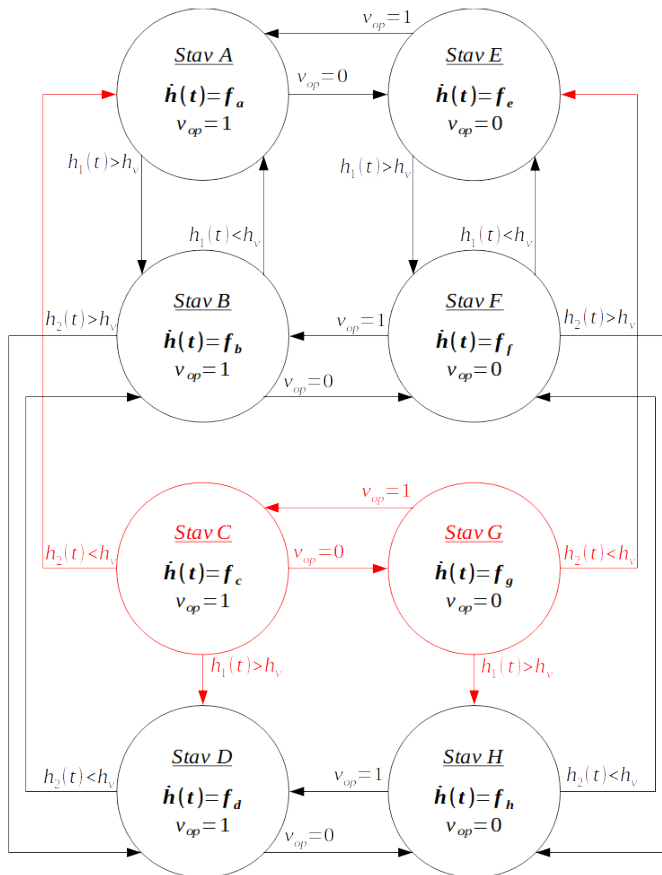 v_op=1
Stav A
ḣ(t)=f_a
v_op=1
v_op=0
Stav E
ḣ(t)=f_e
v_op=0
h_1(t)>h_v
h_1(t)<h_v
h_1(t)>h_v
h_1(t)<h_v
h_2(t)>h_v
Stav B
ḣ(t)=f_b
v_op=1
v_op=1
v_op=0
Stav F
ḣ(t)=f_f
v_op=0
h_2(t)>h_v
v_op=1
h_2(t)<h_v
Stav C
ḣ(t)=f_c
v_op=1
v_op=0
Stav G
ḣ(t)=f_g
v_op=0
h_2(t)<h_v
h_1(t)>h_v
h_1(t)>h_v
h_2(t)<h_v
Stav D
ḣ(t)=f_d
v_op=1
v_op=1
v_op=0
Stav H
ḣ(t)=f_h
v_op=0
h_2(t)<h_v